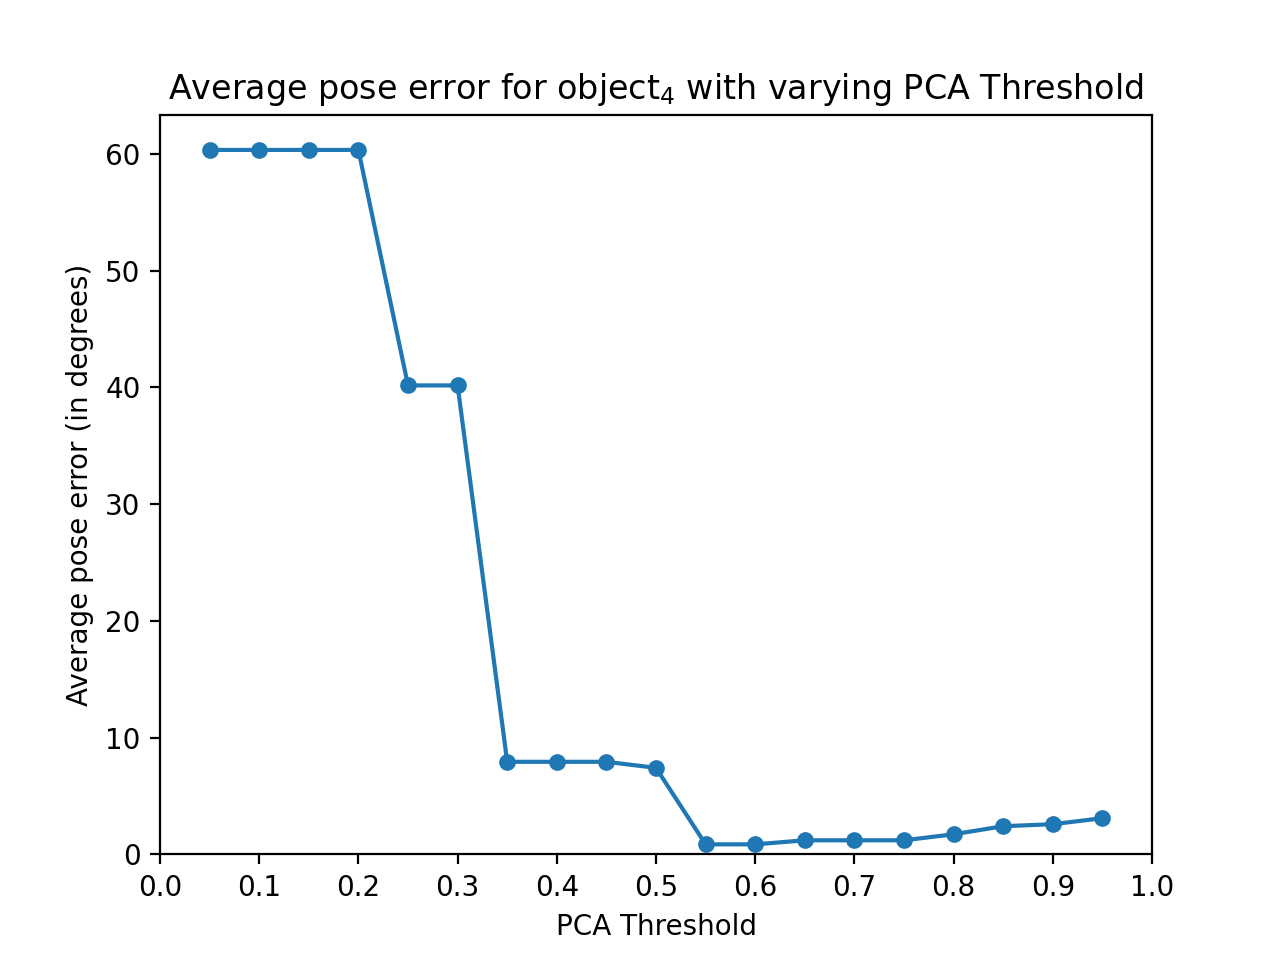 Average pose error for object₄ with varying PCA Threshold
Average pose error (in degrees)
60
50
40
30
20
10
0
0.0 0.1 0.2 0.3 0.4 0.5 0.6 0.7 0.8 0.9 1.0
PCA Threshold